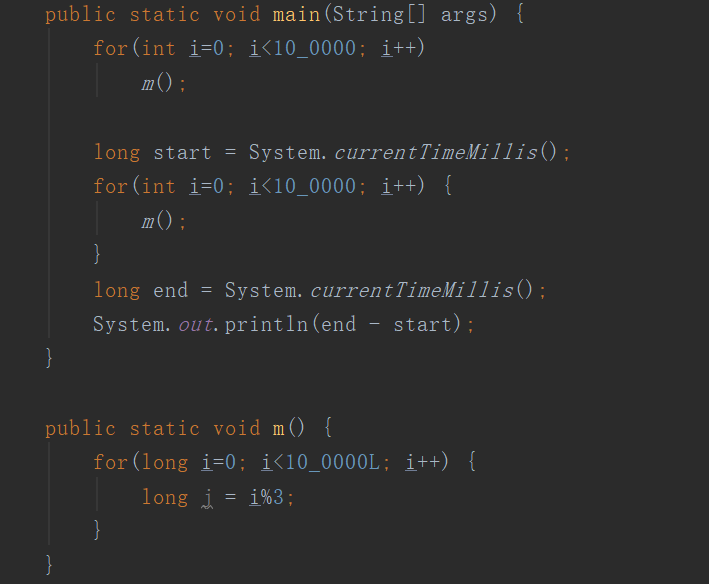 public static void main(String[] args) {
    for(int i=0; i<10_0000; i++)
        m();
    long start = System.currentTimeMillis();
    for(int i=0; i<10_0000; i++) {
        m();
    }
    long end = System.currentTimeMillis();
    System.out.println(end - start);
}
public static void m() {
    for(long i=0; i<10_0000L; i++) {
        long j = i%3;
    }
}